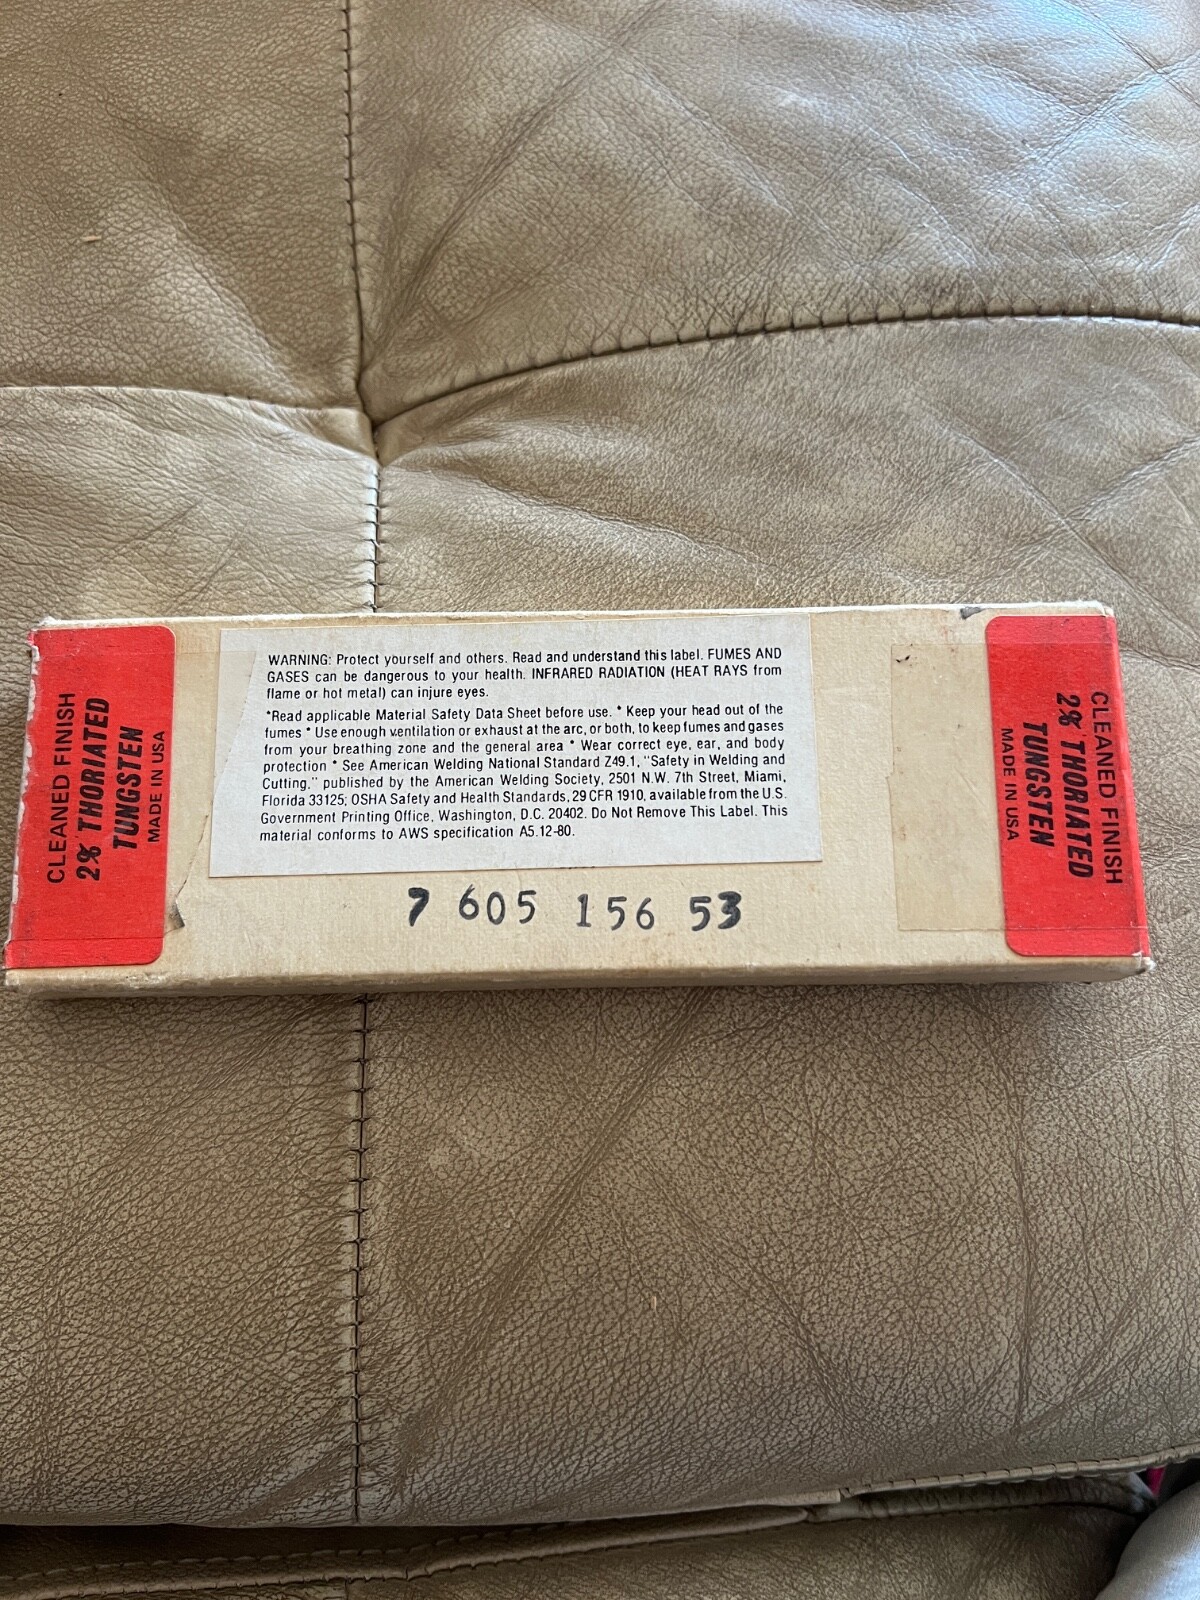 CLEANED FINISH
2% THORIATED
TUNGSTEN
MADE IN USA
WARNING: Protect yourself and others. Read and understand this label. FUMES AND
GASES can be dangerous to your health. INFRARED RADIATION (HEAT RAYS from
flame or hot metal) can injure eyes.
*Read applicable Material Safety Data Sheet before use. * Keep your head out of the
fumes * Use enough ventilation or exhaust at the arc, or both, to keep fumes and gases
from your breathing zone and the general area * Wear correct eye, ear, and body
protection * See American Welding National Standard Z49.1, "Safety in Welding and
Cutting," published by the American Welding Society, 2501 N.W. 7th Street, Miami,
Florida 33125; OSHA Safety and Health Standards, 29 CFR 1910, available from the U.S.
Government Printing Office, Washington, D.C. 20402. Do Not Remove This Label. This
material conforms to AWS specification A5.12-80.
7 605 156 53
CLEANED FINISH
2% THORIATED
TUNGSTEN
MADE IN USA